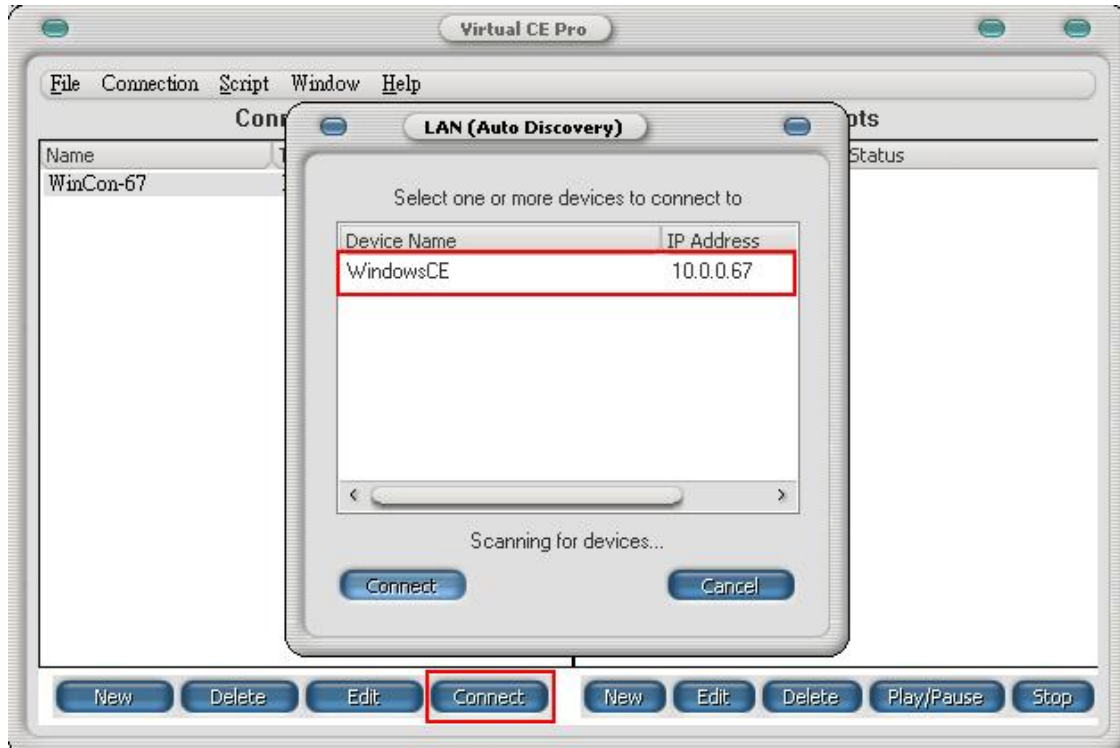 Virtual CE Pro
File Connection Script Window Help
LAN (Auto Discovery)
Name
Status
WinCon-67
Select one or more devices to connect to
Device Name IP Address
WindowsCE 10.0.0.67
Scanning for devices...
Connect Cancel
New Delete Edit Connect New Edit Delete Play/Pause Stop